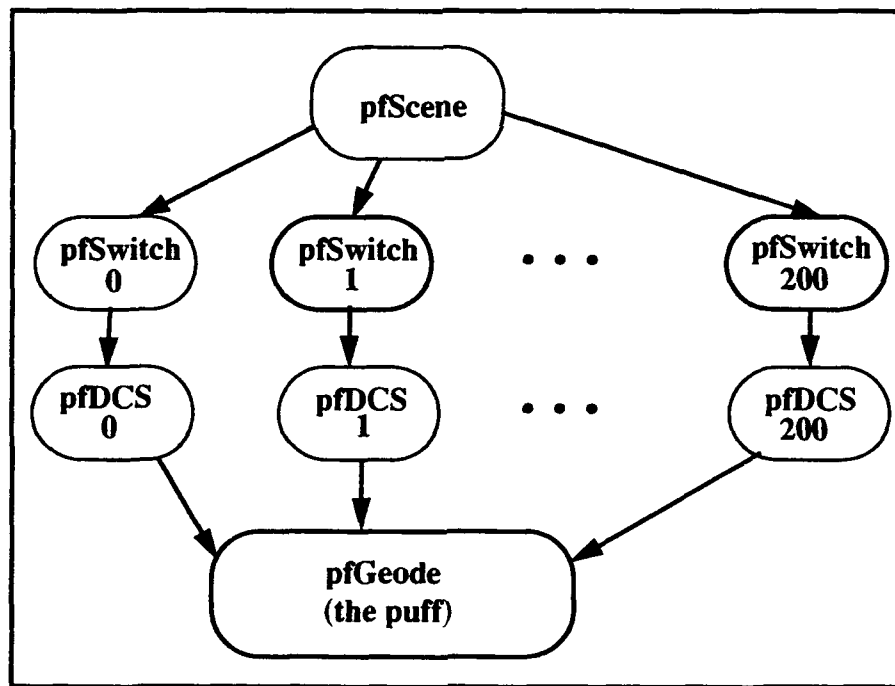 pfScene
pfSwitch
0
pfSwitch
1
. . .
pfSwitch
200
pfDCS
0
pfDCS
1
. . .
pfDCS
200
pfGeode
(the puff)